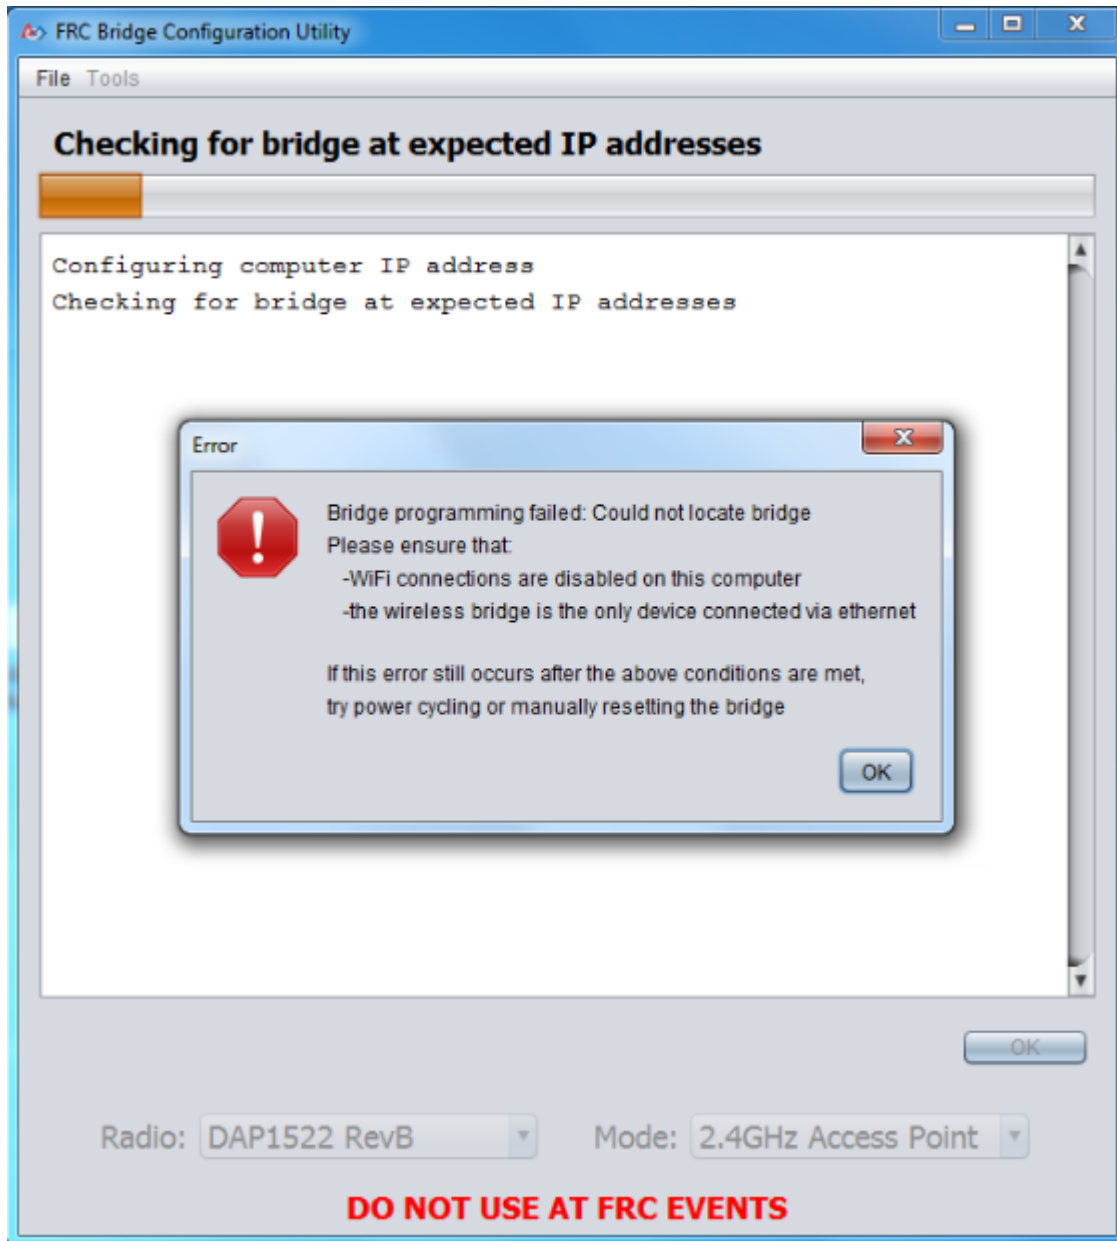 FRC Bridge Configuration Utility
File Tools
Checking for bridge at expected IP addresses
Configuring computer IP address
Checking for bridge at expected IP addresses
Error
Bridge programming failed: Could not locate bridge
Please ensure that:
-WiFi connections are disabled on this computer
-the wireless bridge is the only device connected via ethernet
If this error still occurs after the above conditions are met,
try power cycling or manually resetting the bridge
OK
OK
Radio: DAP1522 RevB Mode: 2.4GHz Access Point
DO NOT USE AT FRC EVENTS